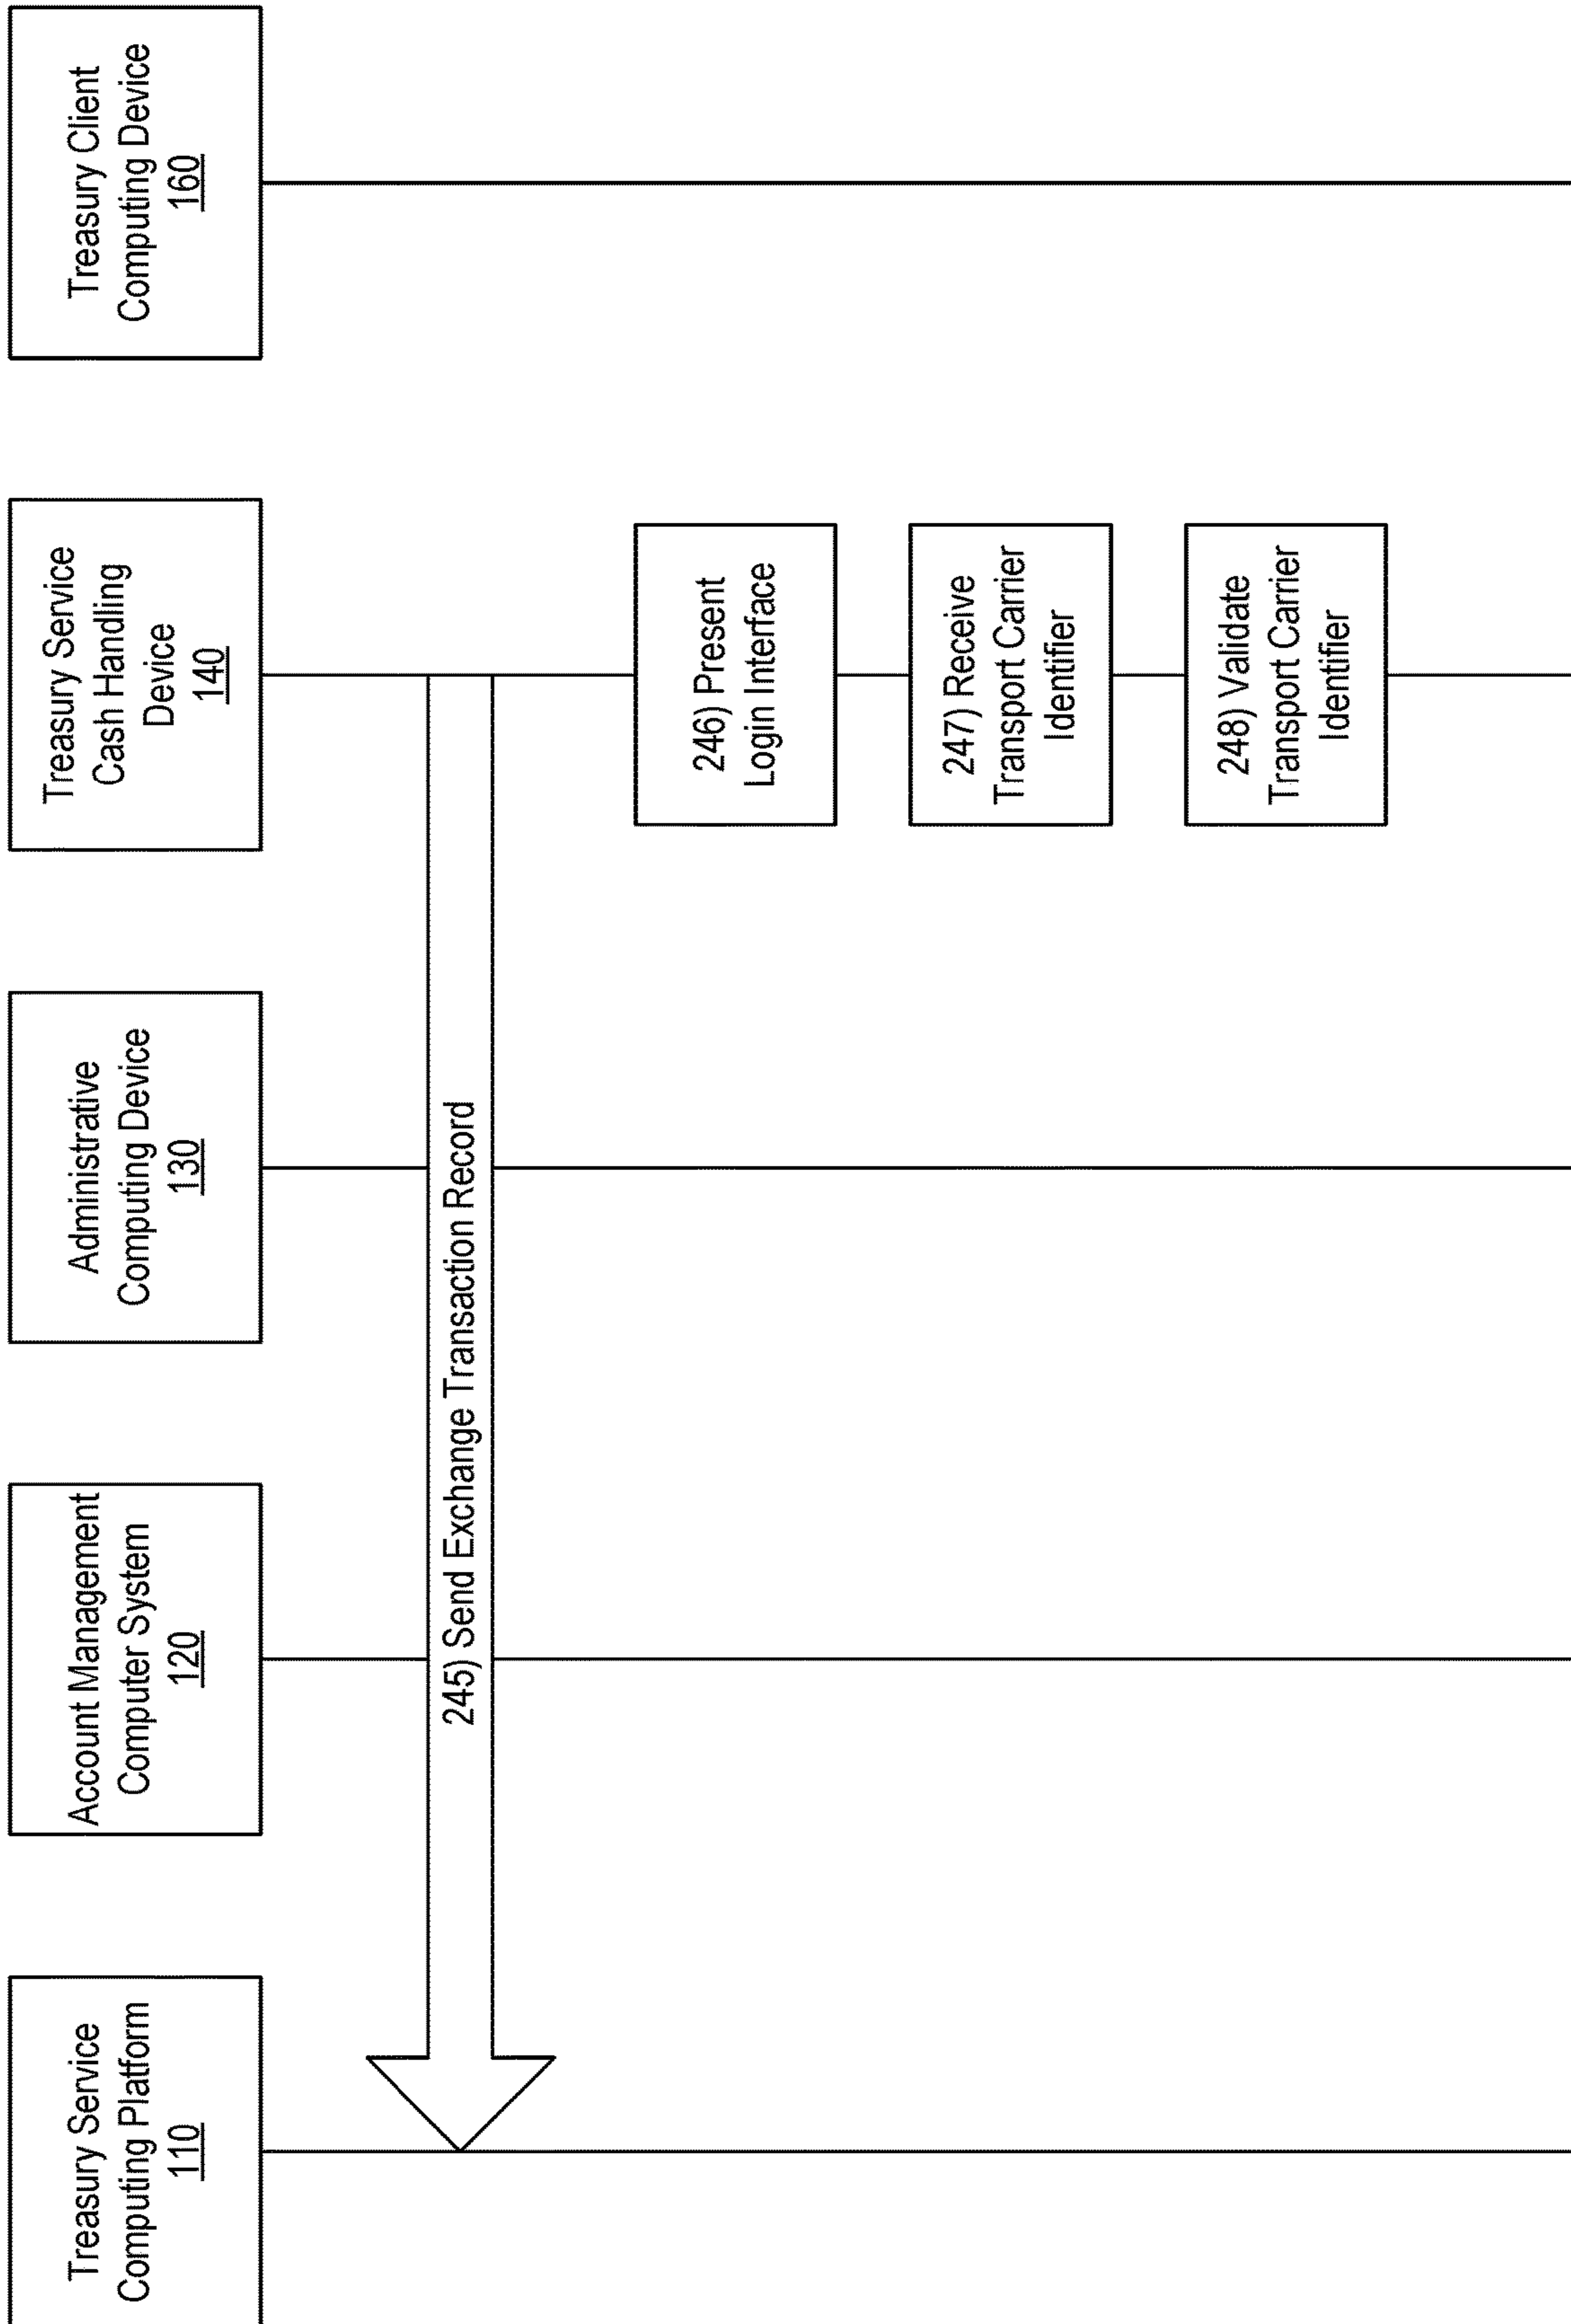 Treasury Service
Computing Platform
110
Account Management
Computer System
120
Administrative
Computing Device
130
Treasury Service
Cash Handling
Device
140
Treasury Client
Computing Device
160
245) Send Exchange Transaction Record
246) Present
Login Interface
247) Receive
Transport Carrier
Identifier
248) Validate
Transport Carrier
Identifier